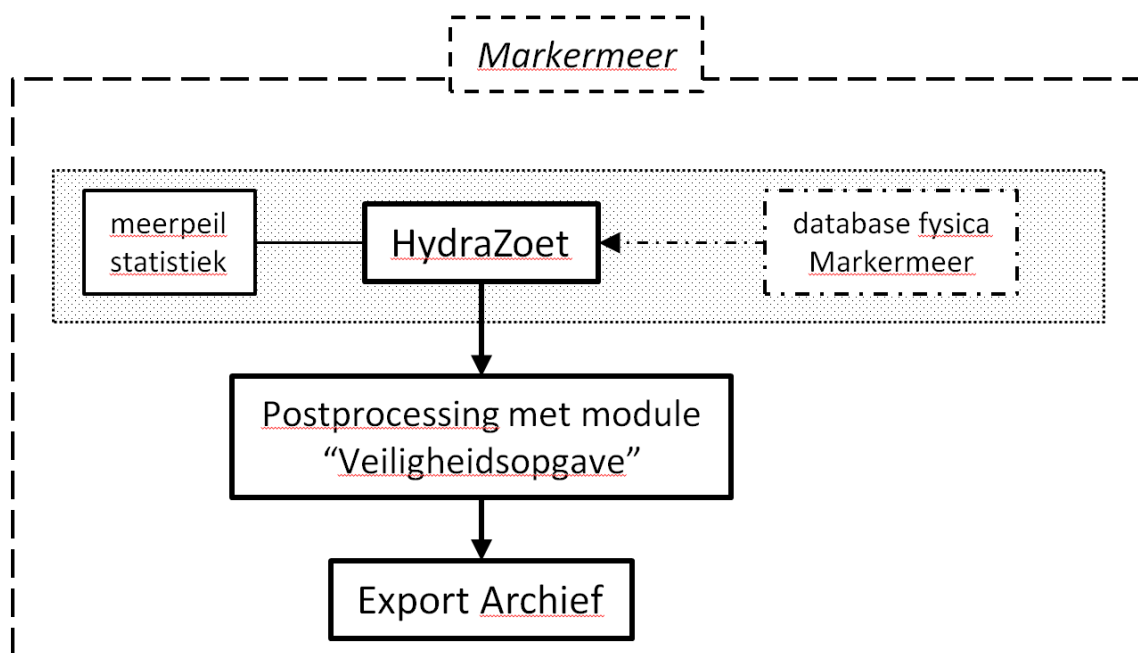 Markermeer
meerpeil
statistiek
HydraZoet
database fysica
Markermeer
Postprocessing met module
“Veiligheidsopgave”
Export Archief